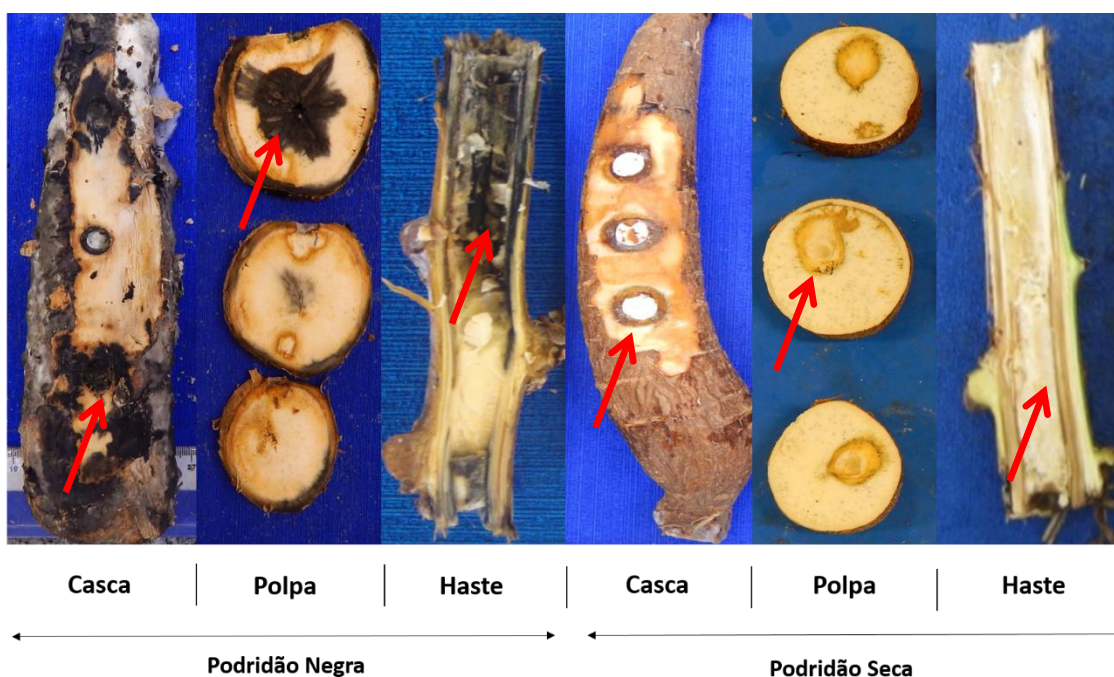 Casca | Polpa | Haste | Casca | Polpa | Haste
Podridão Negra
Podridão Seca